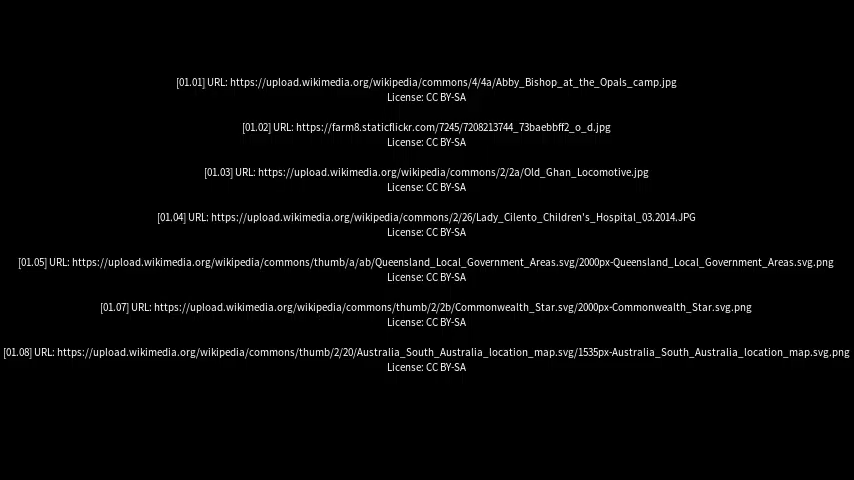 [01.01] URL: https://upload.wikimedia.org/wikipedia/commons/4/4a/Abby_Bishop_at_the_Opals_camp.jpg
License: CC BY-SA
[01.02] URL: https://farm8.staticflickr.com/7245/7208213744_73baebbff2_o_d.jpg
License: CC BY-SA
[01.03] URL: https://upload.wikimedia.org/wikipedia/commons/2/2a/Old_Ghan_Locomotive.jpg
License: CC BY-SA
[01.04] URL: https://upload.wikimedia.org/wikipedia/commons/2/26/Lady_Cilento_Children's_Hospital_03.2014.JPG
License: CC BY-SA
[01.05] URL: https://upload.wikimedia.org/wikipedia/commons/thumb/a/ab/Queensland_Local_Government_Areas.svg/2000px-Queensland_Local_Government_Areas.svg.png
License: CC BY-SA
[01.07] URL: https://upload.wikimedia.org/wikipedia/commons/thumb/2/2b/Commonwealth_Star.svg/2000px-Commonwealth_Star.svg.png
License: CC BY-SA
[01.08] URL: https://upload.wikimedia.org/wikipedia/commons/thumb/2/20/Australia_South_Australia_location_map.svg/1535px-Australia_South_Australia_location_map.svg.png
License: CC BY-SA